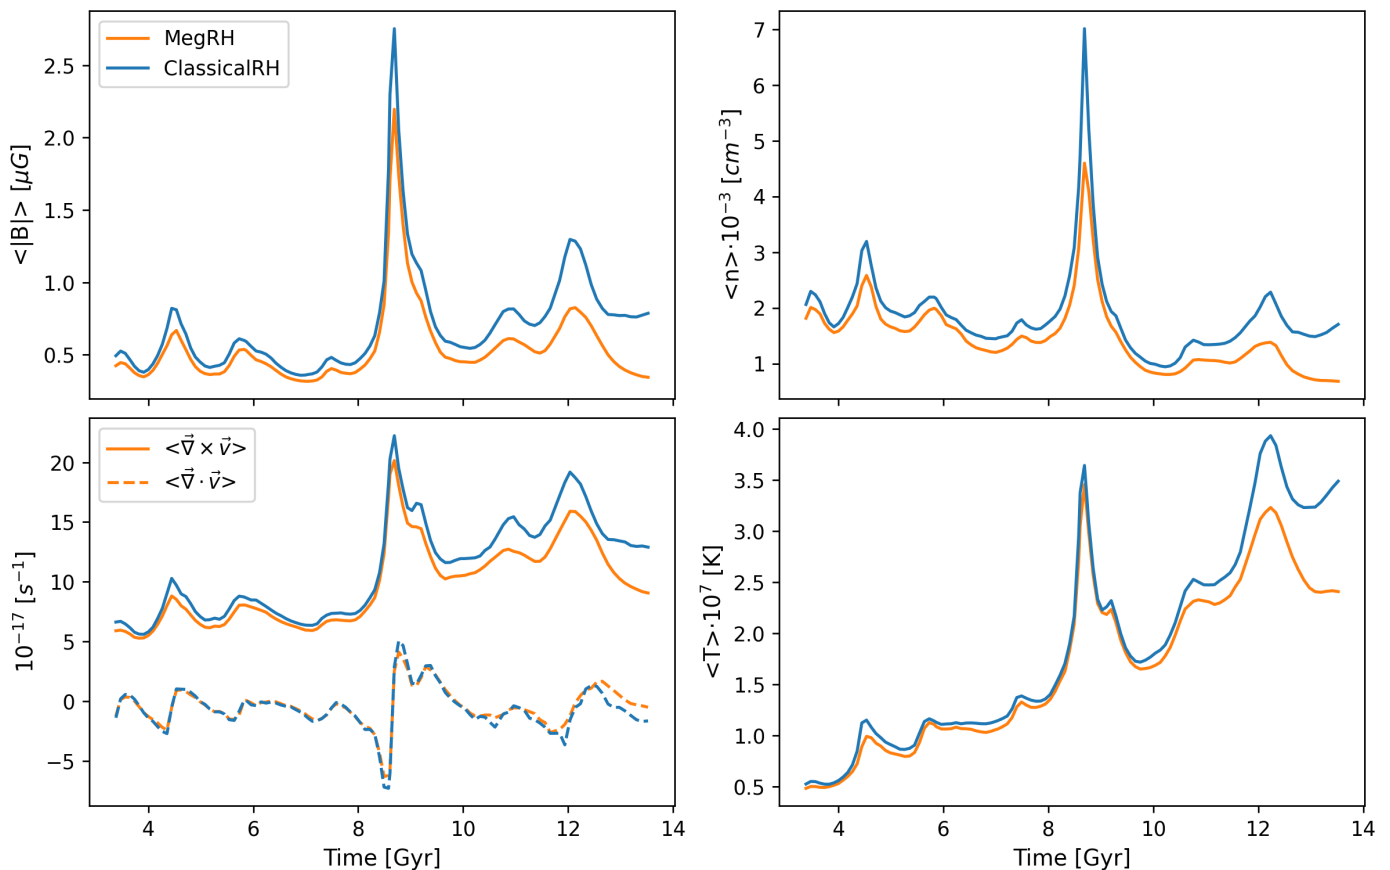 <|B|> [μG]
2.5
2.0
1.5
1.0
0.5
MegRH
ClassicalRH
<n>·10⁻³ [cm⁻³]
7
6
5
4
3
2
1
10⁻¹⁷ [s⁻¹]
20
15
10
5
0
−5
<∇⃗ × v⃗>
<∇⃗ · v⃗>
4 6 8 10 12 14
Time [Gyr]
<T>·10⁷ [K]
4.0
3.5
3.0
2.5
2.0
1.5
1.0
0.5
4 6 8 10 12 14
Time [Gyr]